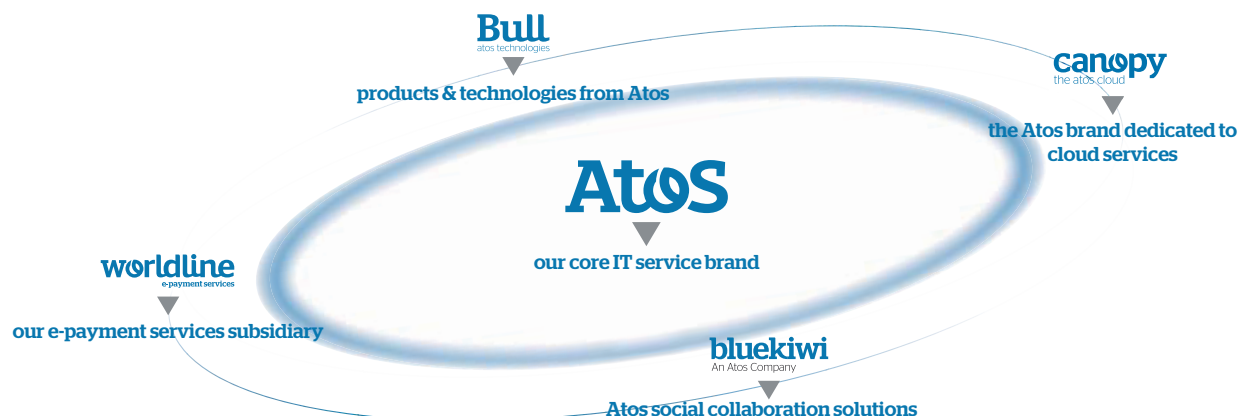 Bull
atos technologies
products & technologies from Atos
canopy
the atos cloud
the Atos brand dedicated to
cloud services
Atos
our core IT service brand
worldline
e-payment services
our e-payment services subsidiary
bluekiwi
An Atos Company
Atos social collaboration solutions